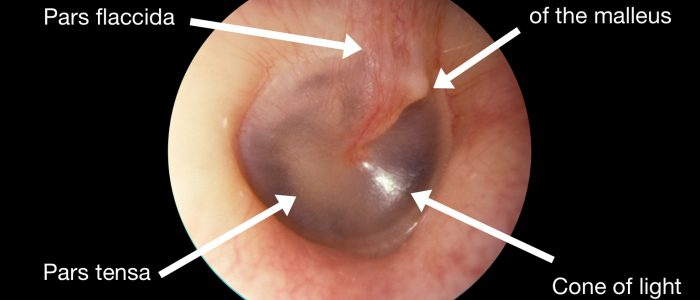 Pars flaccida
of the malleus
Pars tensa
Cone of light